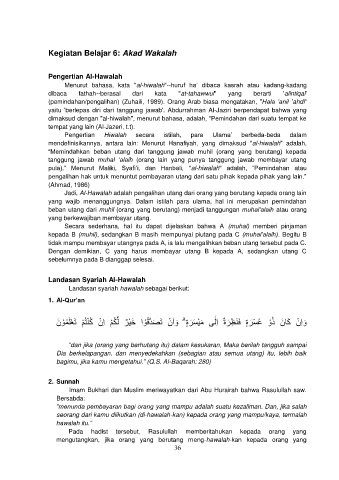 Kegiatan Belajar 6: Akad Wakalah
Pengertian Al-Hawalah
Menurut bahasa, kata "al-hiwalah"--huruf ha' dibaca kasrah atau kadang-kadang
dibaca fathah--berasal dari kata "at-tahawwul" yang berarti 'alintiqal'
(pemindahan/pengalihan) (Zuhaili, 1989). Orang Arab biasa mengatakan, "Hala 'anil 'ahdi"
yaitu 'berlepas diri dari tanggung jawab'. Abdurrahman Al-Jaziri berpendapat bahwa yang
dimaksud dengan "al-hiwalah", menurut bahasa, adalah, "Pemindahan dari suatu tempat ke
tempat yang lain (Al-Jazeri, t.t).
Pengertian Hiwalah secara istilah, para Ulama' berbeda-beda dalam
mendefinisikannya, antara lain: Menurut Hanafiyah, yang dimaksud "al-hiwalah" adalah,
"Memindahkan beban utang dari tanggung jawab muhil (orang yang berutang) kepada
tanggung jawab muhal 'alaih (orang lain yang punya tanggung jawab membayar utang
pula)," Menurut Maliki, Syafi'i, dan Hanbali, "al-hiwalah" adalah, "Pemindahan atau
pengalihan hak untuk menuntut pembayaran utang dari satu pihak kepada pihak yang lain."
(Ahmad, 1986)
Jadi, Al-Hawalah adalah pengalihan utang dari orang yang berutang kepada orang lain
yang wajib menanggungnya. Dalam istilah para ulama, hal ini merupakan pemindahan
beban utang dari muhil (orang yang berutang) menjadi tanggungan muhal'alaih atau orang
yang berkewajiban membayar utang.
Secara sederhana, hal itu dapat dijelaskan bahwa A (muhal) memberi pinjaman
kepada B (muhil), sedangkan B masih mempunyai piutang pada C (muhal'alaih). Begitu B
tidak mampu membayar utangnya pada A, ia lalu mengalihkan beban utang tersebut pada C.
Dengan demikian, C yang harus membayar utang B kepada A, sedangkan utang C
sebelumnya pada B dianggap selesai.
Landasan Syariah Al-Hawalah
Landasan syariah hawalah sebagai berikut:
1. Al-Qur'an
وَاِنْ كَانَ ذُوْ عُسْرَةٍ فَنَظِرَةٌ اِلٰى مَيْسَرَةٍ ۗ وَاَنْ تَصَدَّقُوْا خَيْرٌ لَّكُمْ اِنْ كُنْتُمْ تَعْلَمُوْنَ
"dan jika (orang yang berhutang itu) dalam kesukaran, Maka berilah tangguh sampai
Dia berkelapangan. dan menyedekahkan (sebagian atau semua utang) itu, lebih baik
bagimu, jika kamu mengetahui." (Q.S. Al-Baqarah: 280)
2. Sunnah
Imam Bukhari dan Muslim meriwayatkan dari Abu Hurairah bahwa Rasulullah saw.
Bersabda:
"menunda pembayaran bagi orang yang mampu adalah suatu kezaliman. Dan, jika salah
seorang dari kamu diikutkan (di-hawalah-kan) kepada orang yang mampu/kaya, terimalah
hawalah itu."
Pada hadist tersebut, Rasulullah memberitahukan kepada orang yang
mengutangkan, jika orang yang berutang meng-hawalah-kan kepada orang yang
36